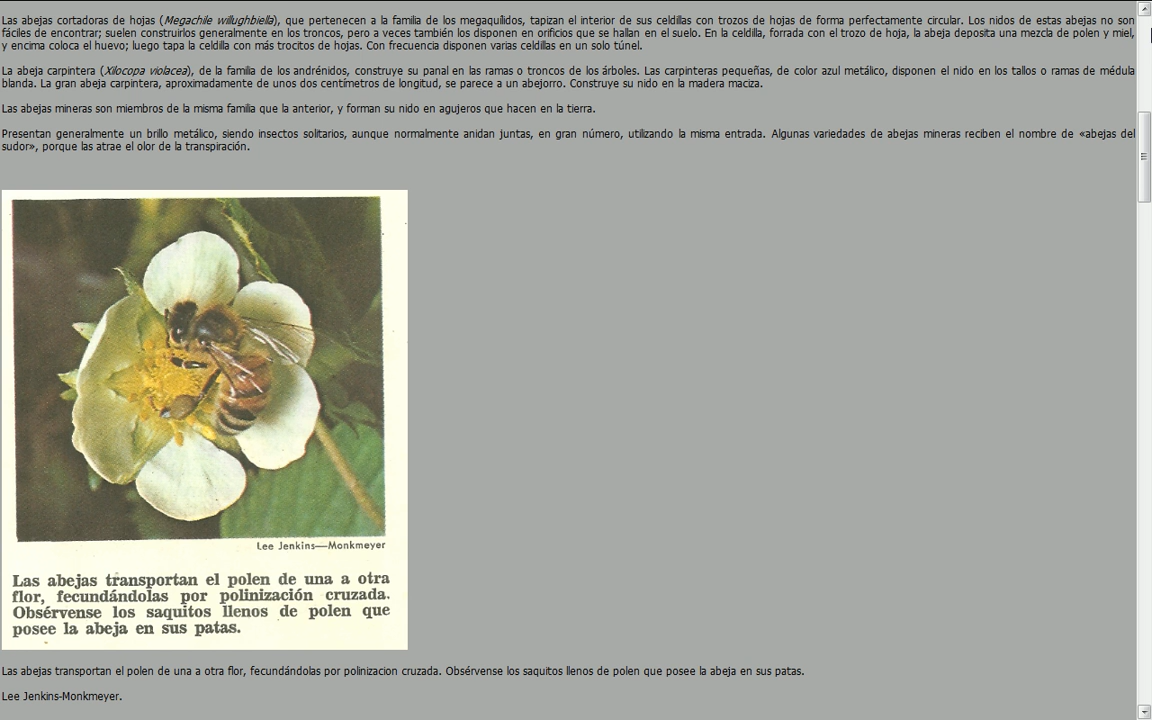 Las abejas cortadoras de hojas (Megachile willughbiella), que pertenecen a la familia de los megaquílidos, tapizan el interior de sus celdillas con trozos de hojas de forma perfectamente circular. Los nidos de estas abejas no son
fáciles de encontrar; suelen construirlos generalmente en los troncos, pero a veces también los disponen en orificios que se hallan en el suelo. En la celdilla, forrada con el trozo de hoja, la abeja deposita una mezcla de polen y miel,
y encima coloca el huevo; luego tapa la celdilla con más trocitos de hojas. Con frecuencia disponen varias celdillas en un solo túnel.
La abeja carpintera (Xilocopa violacea), de la familia de los andrénidos, construye su panal en las ramas o troncos de los árboles. Las carpinteras pequeñas, de color azul metálico, disponen el nido en los tallos o ramas de médula
blanda. La gran abeja carpintera, aproximadamente de unos dos centímetros de longitud, se parece a un abejorro. Construye su nido en la madera maciza.
Las abejas mineras son miembros de la misma familia que la anterior, y forman su nido en agujeros que hacen en la tierra.
Presentan generalmente un brillo metálico, siendo insectos solitarios, aunque normalmente anidan juntas, en gran número, utilizando la misma entrada. Algunas variedades de abejas mineras reciben el nombre de «abejas del
sudor», porque las atrae el olor de la transpiración.
Lee Jenkins—Monkmeyer
Las abejas transportan el polen de una a otra
flor, fecundándolas por polinización cruzada.
Obsérvense los saquitos llenos de polen que
posee la abeja en sus patas.
Las abejas transportan el polen de una a otra flor, fecundándolas por polinizacion cruzada. Obsérvense los saquitos llenos de polen que posee la abeja en sus patas.
Lee Jenkins-Monkmeyer.